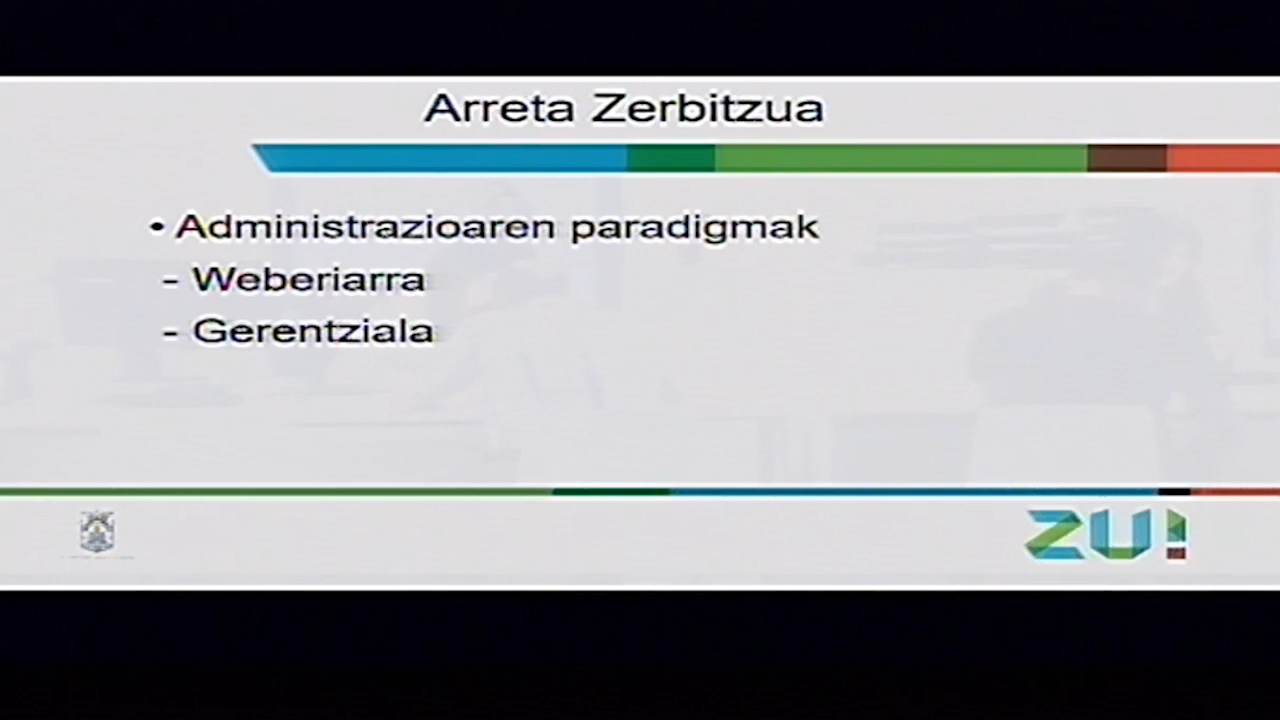 Arreta Zerbitzua
• Administrazioaren paradigmak
- Weberiarra
- Gerentziala
ZU!